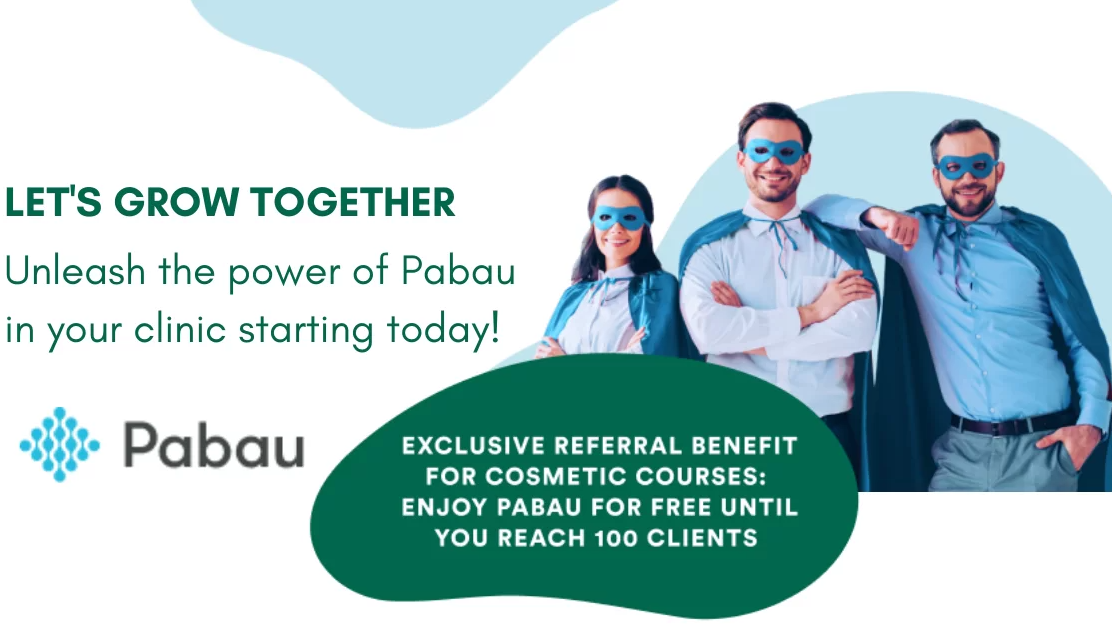 LET'S GROW TOGETHER
Unleash the power of Pabau
in your clinic starting today!
Pabau
EXCLUSIVE REFERRAL BENEFIT
FOR COSMETIC COURSES:
ENJOY PABAU FOR FREE UNTIL
YOU REACH 100 CLIENTS